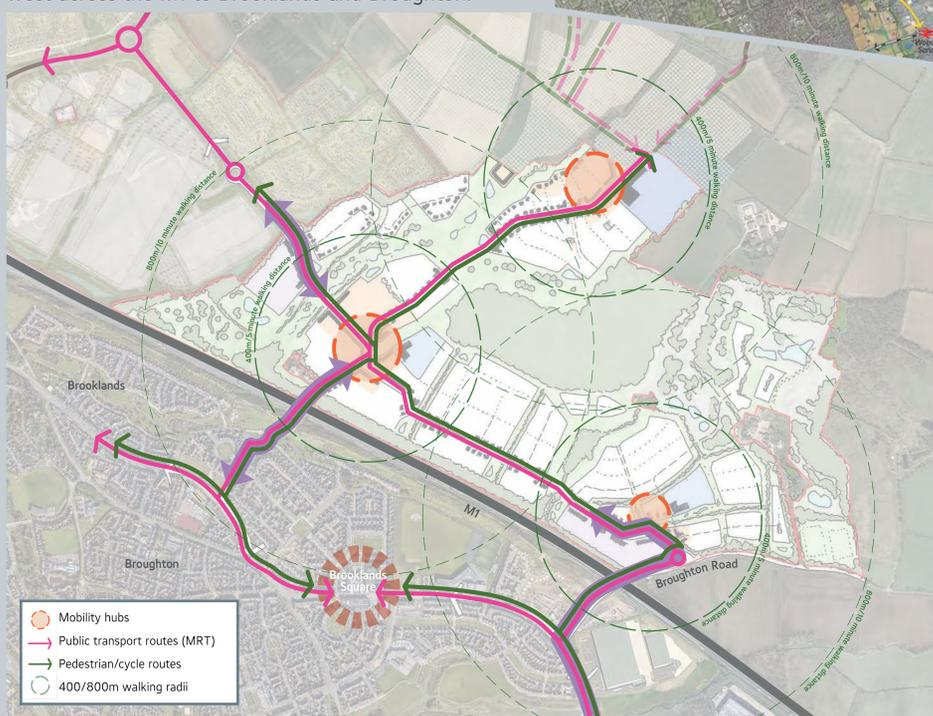 west across the M1 to Brooklands and Broughton.
800m/10 minute walking distance
400m/5 minute walking distance
800m/10 minute walking distance
400m/5 minute walking distance
Brooklands
M1
Broughton
Brooklands
Square
Broughton Road
400m/5 minute walking distance
800m/10 minute walking distance
Mobility hubs
Public transport routes (MRT)
Pedestrian/cycle routes
400/800m walking radii